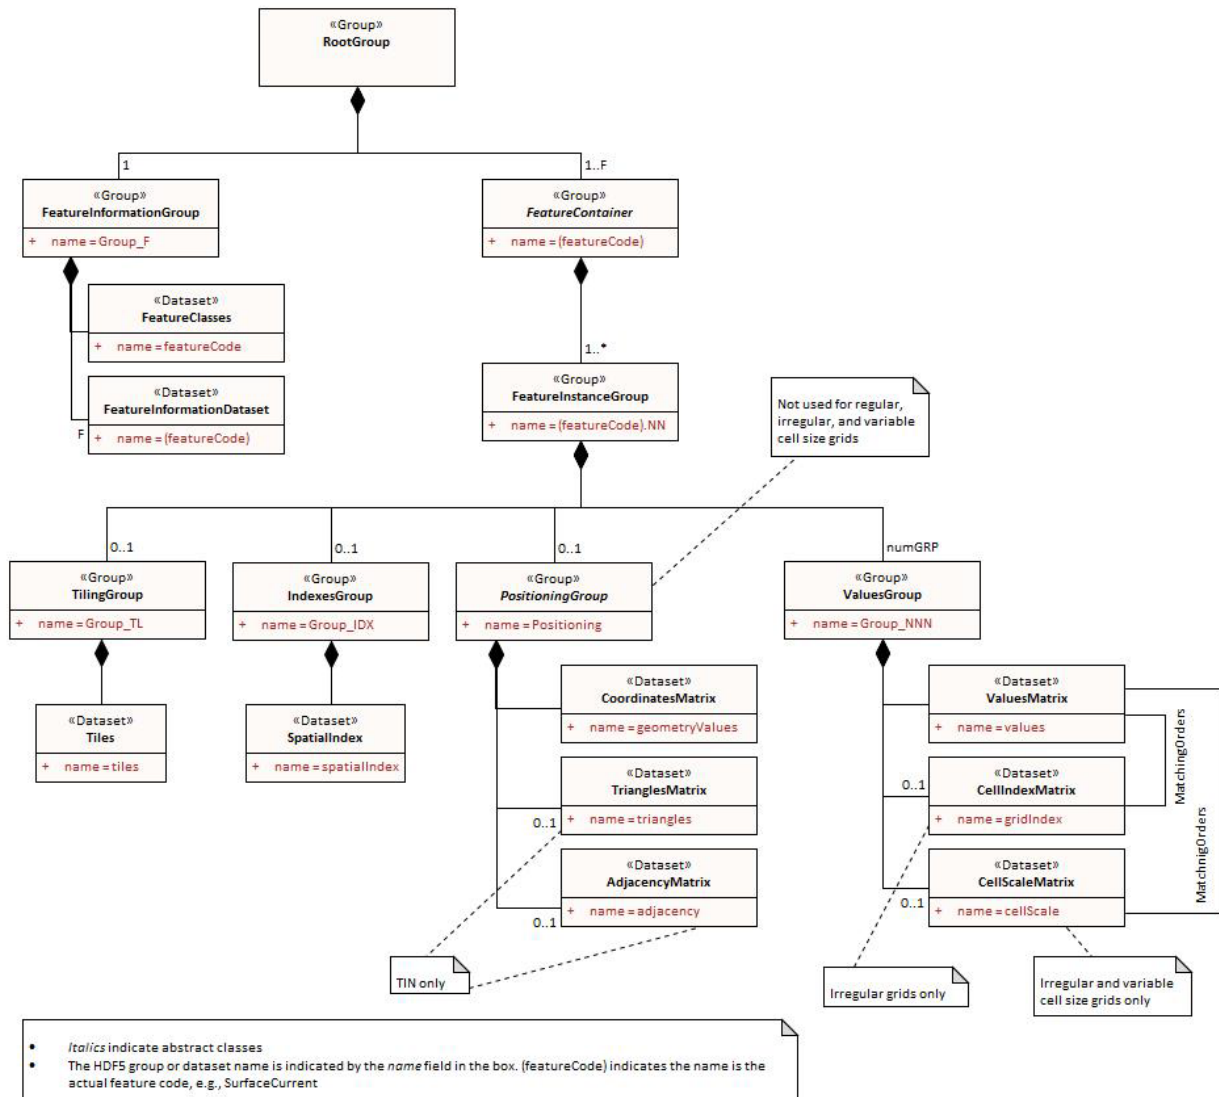 «Group»
RootGroup
1
1..F
«Group»
FeatureInformationGroup
+ name = Group_F
«Group»
FeatureContainer
+ name = (featureCode)
«Dataset»
FeatureClasses
+ name = featureCode
«Dataset»
FeatureInformationDataset
+ name = (featureCode)
F
1..*
«Group»
FeatureInstanceGroup
+ name = (featureCode).NN
Not used for regular,
irregular, and variable
cell size grids
0..1
0..1
0..1
numGRP
«Group»
TilingGroup
+ name = Group_TL
«Group»
IndexesGroup
+ name = Group_IDX
«Group»
PositioningGroup
+ name = Positioning
«Group»
ValuesGroup
+ name = Group_NNN
«Dataset»
Tiles
+ name = tiles
«Dataset»
SpatialIndex
+ name = spatialIndex
«Dataset»
CoordinatesMatrix
+ name = geometryValues
«Dataset»
TrianglesMatrix
+ name = triangles
0..1
«Dataset»
AdjacencyMatrix
+ name = adjacency
0..1
«Dataset»
ValuesMatrix
+ name = values
0..1
«Dataset»
CellIndexMatrix
+ name = gridIndex
«Dataset»
CellScaleMatrix
+ name = cellScale
0..1
MatchingOrders
MatchnigOrders
TIN only
Irregular grids only
Irregular and variable
cell size grids only
• Italics indicate abstract classes
• The HDF5 group or dataset name is indicated by the name field in the box. (featureCode) indicates the name is the
actual feature code, e.g., SurfaceCurrent